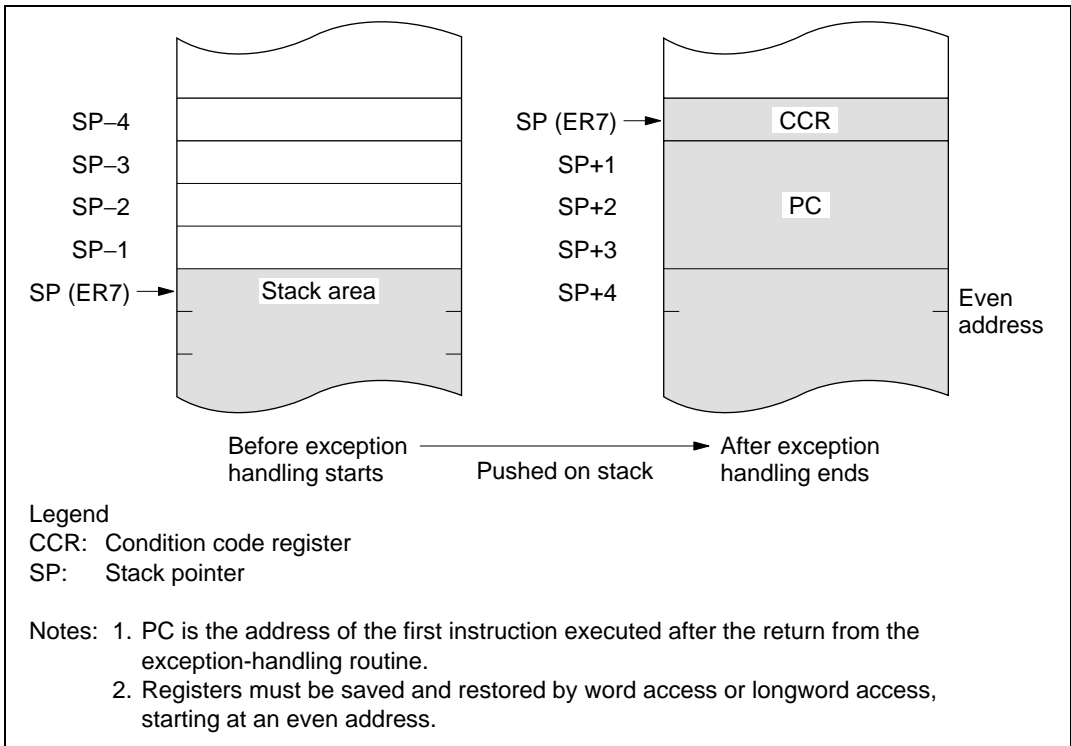 SP–4
SP–3
SP–2
SP–1
SP (ER7)
Stack area
SP (ER7)
SP+1
SP+2
SP+3
SP+4
CCR
PC
Even
address
Before exception
handling starts
Pushed on stack
After exception
handling ends
Legend
CCR: Condition code register
SP: Stack pointer
Notes: 1. PC is the address of the first instruction executed after the return from the
exception-handling routine.
2. Registers must be saved and restored by word access or longword access,
starting at an even address.